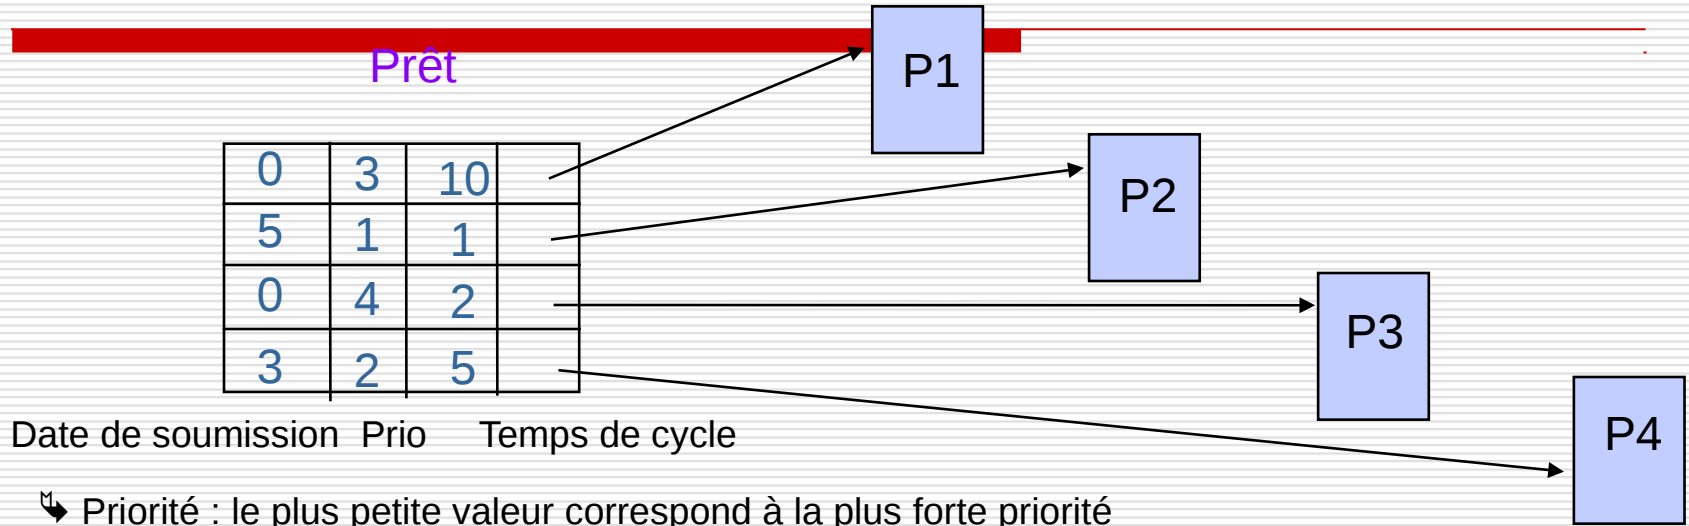 Prêt
P1
P2
P3
P4
0 3 10
5 1 1
0 4 2
3 2 5
Date de soumission Prio Temps de cycle
Priorité : le plus petite valeur correspond à la plus forte priorité